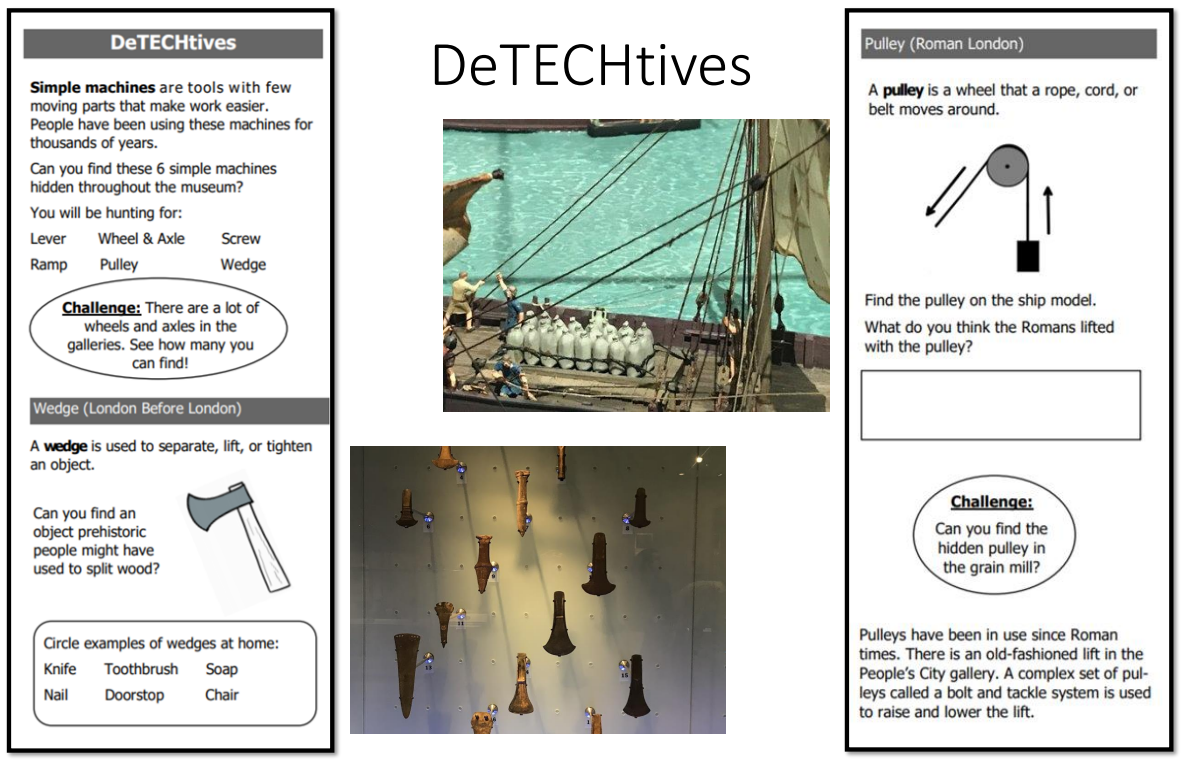 DeTECHtives
Simple machines are tools with few
moving parts that make work easier.
People have been using these machines for
thousands of years.
Can you find these 6 simple machines
hidden throughout the museum?
You will be hunting for:
Lever Wheel & Axle Screw
Ramp Pulley Wedge
Challenge: There are a lot of
wheels and axles in the
galleries. See how many you
can find!
Wedge (London Before London)
A wedge is used to separate, lift, or tighten
an object.
Can you find an
object prehistoric
people might have
used to split wood?
Circle examples of wedges at home:
Knife Toothbrush Soap
Nail Doorstop Chair
DeTECHtives
Pulley (Roman London)
A pulley is a wheel that a rope, cord, or
belt moves around.
Find the pulley on the ship model.
What do you think the Romans lifted
with the pulley?
Challenge:
Can you find the
hidden pulley in
the grain mill?
Pulleys have been in use since Roman
times. There is an old-fashioned lift in the
People's City gallery. A complex set of pul-
leys called a bolt and tackle system is used
to raise and lower the lift.